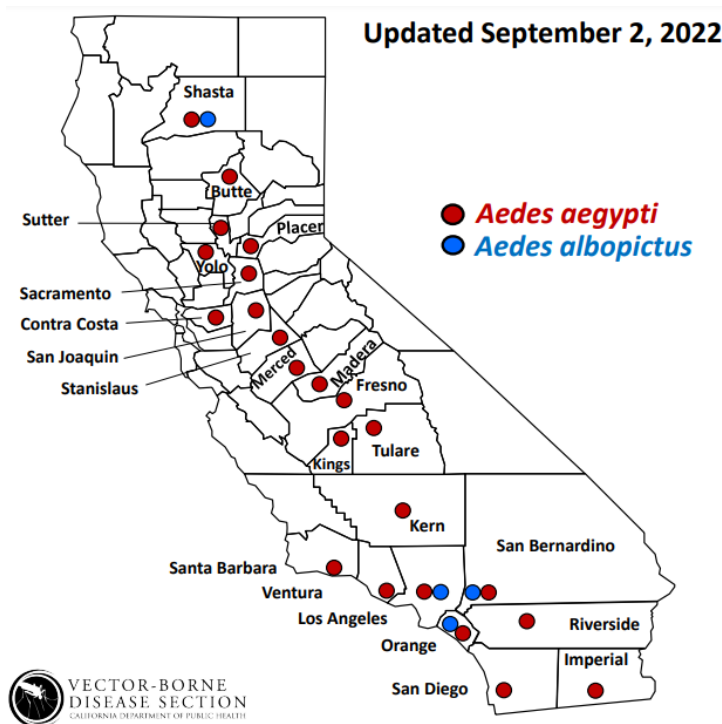 Updated September 2, 2022
Shasta
Butte
Sutter
Placer
Aedes aegypti
Aedes albopictus
Yolo
Sacramento
Contra Costa
San Joaquin
Stanislaus
Merced
Madera
Fresno
Tulare
Kings
Kern
San Bernardino
Santa Barbara
Ventura
Los Angeles
Riverside
Orange
Imperial
San Diego
VECTOR-BORNE
DISEASE SECTION
CALIFORNIA DEPARTMENT OF PUBLIC HEALTH